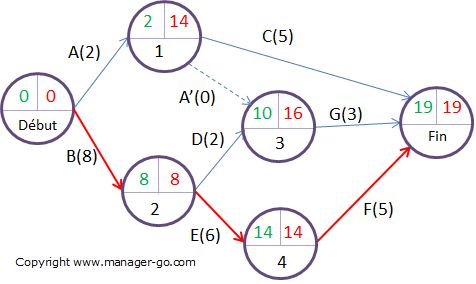 2 14
1
C(5)
A(2)
A'(0)
0 0
Début
10 16
3
G(3)
19 19
Fin
D(2)
B(8)
8 8
2
F(5)
E(6)
14 14
4
Copyright www.manager-go.com